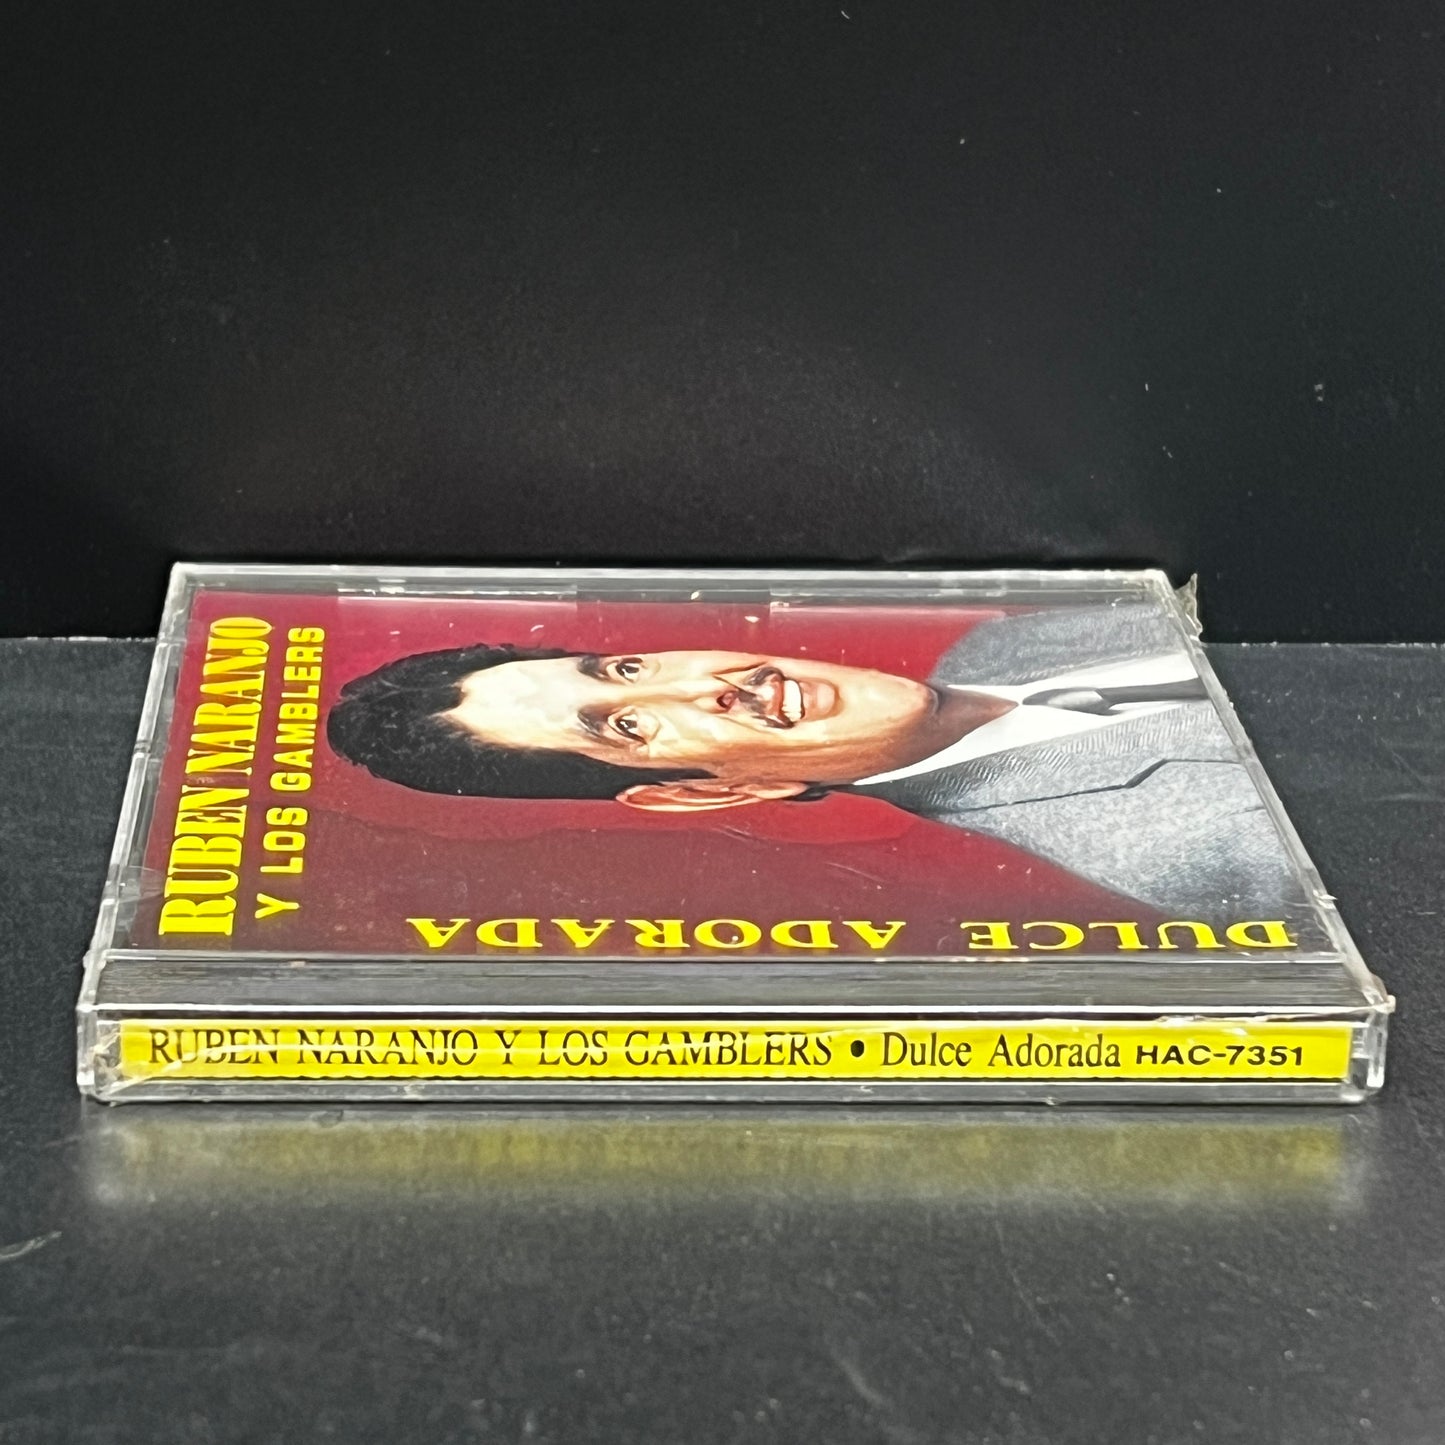 RUBEN NARANJO
Y LOS GAMBLERS
DULCE ADORADA
RUBEN NARANJO Y LOS GAMBLERS • Dulce Adorada HAC-7351